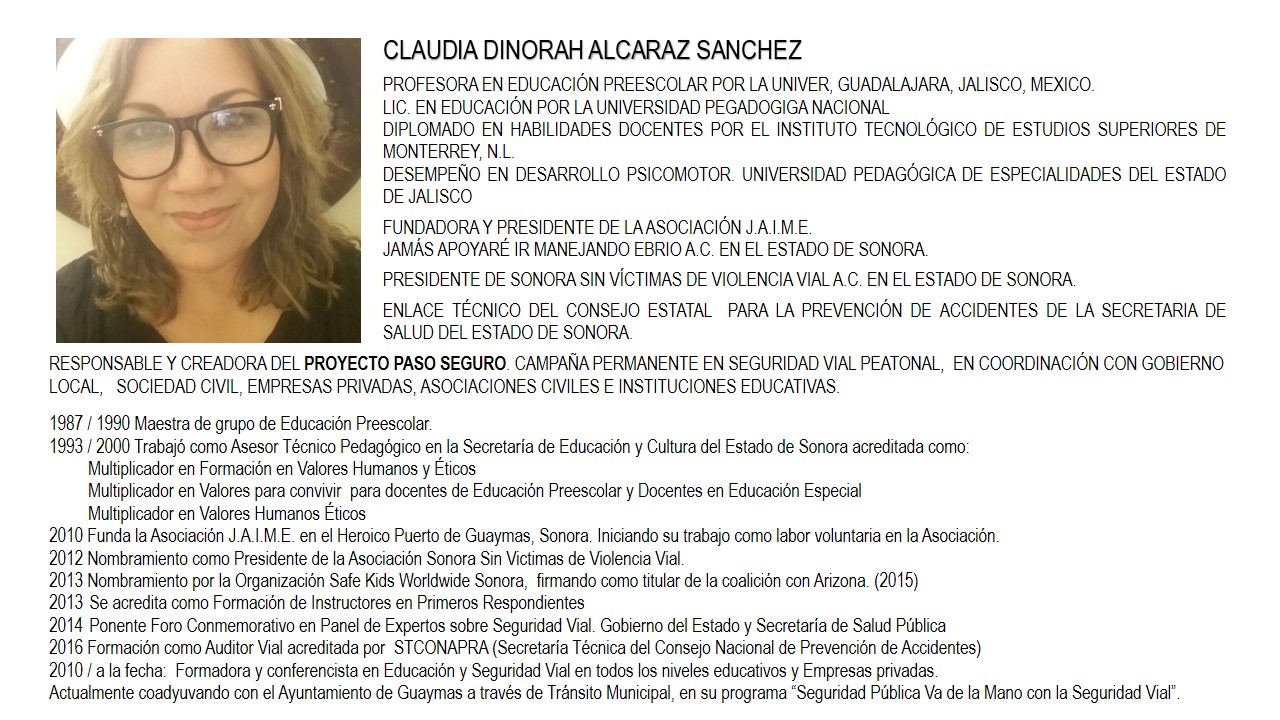 CLAUDIA DINORAH ALCARAZ SANCHEZ
PROFESORA EN EDUCACIÓN PREESCOLAR POR LA UNIVER, GUADALAJARA, JALISCO, MEXICO.
LIC. EN EDUCACIÓN POR LA UNIVERSIDAD PEGADOGIGA NACIONAL
DIPLOMADO EN HABILIDADES DOCENTES POR EL INSTITUTO TECNOLÓGICO DE ESTUDIOS SUPERIORES DE
MONTERREY, N.L.
DESEMPEÑO EN DESARROLLO PSICOMOTOR. UNIVERSIDAD PEDAGÓGICA DE ESPECIALIDADES DEL ESTADO
DE JALISCO
FUNDADORA Y PRESIDENTE DE LA ASOCIACIÓN J.A.I.M.E.
JAMÁS APOYARÉ IR MANEJANDO EBRIO A.C. EN EL ESTADO DE SONORA.
PRESIDENTE DE SONORA SIN VÍCTIMAS DE VIOLENCIA VIAL A.C. EN EL ESTADO DE SONORA.
ENLACE TÉCNICO DEL CONSEJO ESTATAL PARA LA PREVENCIÓN DE ACCIDENTES DE LA SECRETARIA DE
SALUD DEL ESTADO DE SONORA.
RESPONSABLE Y CREADORA DEL PROYECTO PASO SEGURO. CAMPAÑA PERMANENTE EN SEGURIDAD VIAL PEATONAL, EN COORDINACIÓN CON GOBIERNO
LOCAL, SOCIEDAD CIVIL, EMPRESAS PRIVADAS, ASOCIACIONES CIVILES E INSTITUCIONES EDUCATIVAS.
1987 / 1990 Maestra de grupo de Educación Preescolar.
1993 / 2000 Trabajó como Asesor Técnico Pedagógico en la Secretaría de Educación y Cultura del Estado de Sonora acreditada como:
Multiplicador en Formación en Valores Humanos y Éticos
Multiplicador en Valores para convivir para docentes de Educación Preescolar y Docentes en Educación Especial
Multiplicador en Valores Humanos Éticos
2010 Funda la Asociación J.A.I.M.E. en el Heroico Puerto de Guaymas, Sonora. Iniciando su trabajo como labor voluntaria en la Asociación.
2012 Nombramiento como Presidente de la Asociación Sonora Sin Victimas de Violencia Vial.
2013 Nombramiento por la Organización Safe Kids Worldwide Sonora, firmando como titular de la coalición con Arizona. (2015)
2013 Se acredita como Formación de Instructores en Primeros Respondientes
2014 Ponente Foro Conmemorativo en Panel de Expertos sobre Seguridad Vial. Gobierno del Estado y Secretaría de Salud Pública
2016 Formación como Auditor Vial acreditada por STCONAPRA (Secretaría Técnica del Consejo Nacional de Prevención de Accidentes)
2010 / a la fecha: Formadora y conferencista en Educación y Seguridad Vial en todos los niveles educativos y Empresas privadas.
Actualmente coadyuvando con el Ayuntamiento de Guaymas a través de Tránsito Municipal, en su programa “Seguridad Pública Va de la Mano con la Seguridad Vial”.